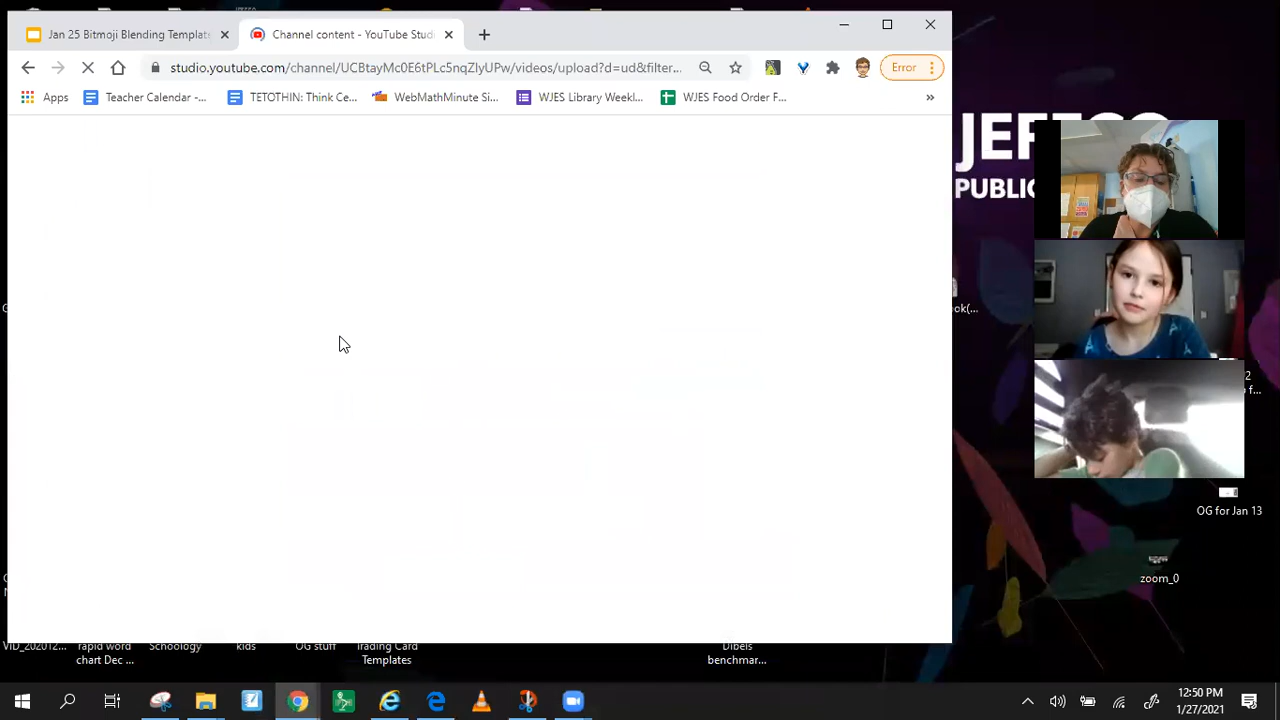 Jan 25 Bitmoji Blending Templat
Channel content - YouTube Studi
studio.youtube.com/channel/UCBtayMc0E6tPLc5nqZlyUPw/videos/upload?d=ud&filter...
Error
Apps
Teacher Calendar -...
TETOTHIN: Think Ce...
WebMathMinute Si...
WJES Library Weekl...
WJES Food Order F...
»
PUBLIC
ok(...
2
f...
OG for Jan 13
zoom_0
VID_202012...
rapid word
chart Dec ...
Schoology
kids
OG stuff
Trading Card
Templates
Dibels
benchmar...
12:50 PM
1/27/2021